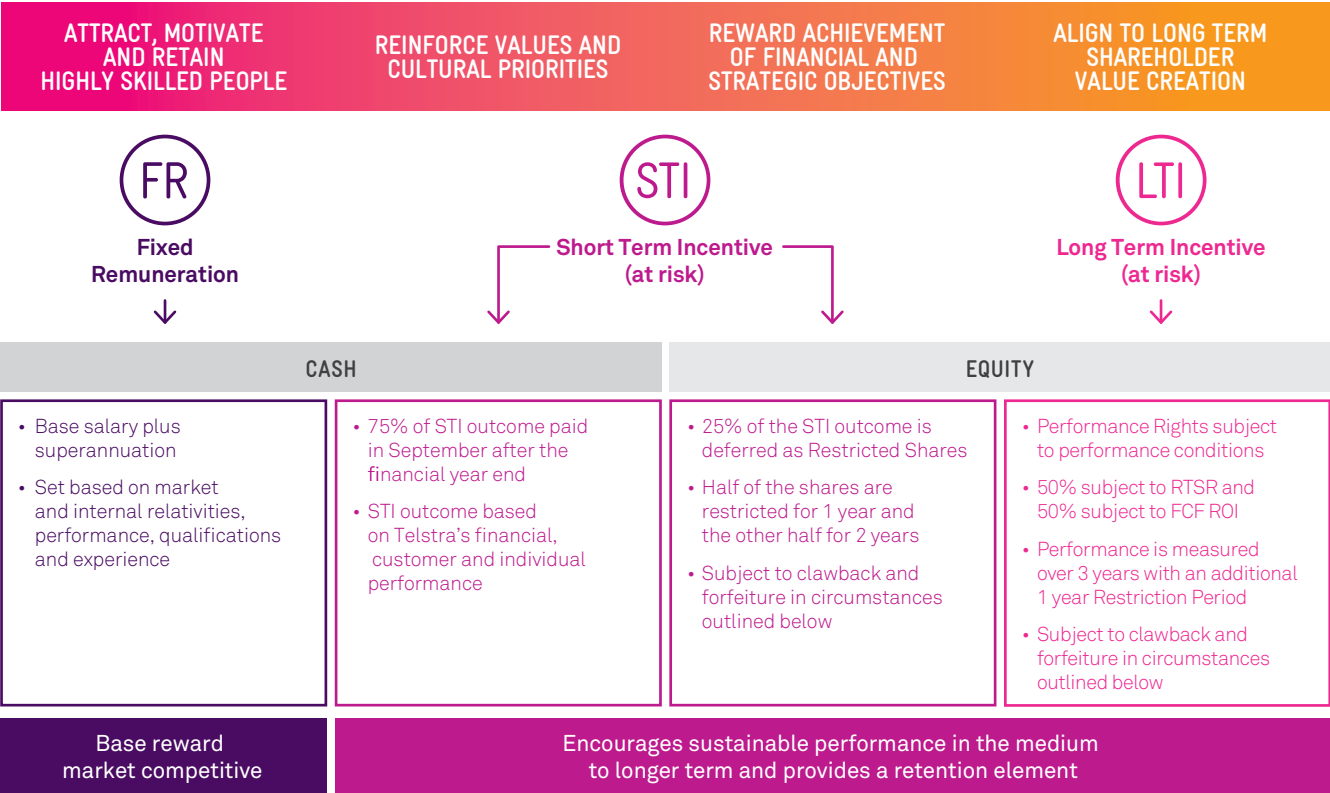 ATTRACT, MOTIVATE
AND RETAIN
HIGHLY SKILLED PEOPLE
REINFORCE VALUES AND
CULTURAL PRIORITIES
REWARD ACHIEVEMENT
OF FINANCIAL AND
STRATEGIC OBJECTIVES
ALIGN TO LONG TERM
SHAREHOLDER
VALUE CREATION
FR
Fixed
Remuneration
STI
Short Term Incentive
(at risk)
LTI
Long Term Incentive
(at risk)
CASH
EQUITY
• Base salary plus
superannuation
• Set based on market
and internal relativities,
performance, qualifications
and experience
• 75% of STI outcome paid
in September after the
financial year end
• STI outcome based
on Telstra's financial,
customer and individual
performance
• 25% of the STI outcome is
deferred as Restricted Shares
• Half of the shares are
restricted for 1 year and
the other half for 2 years
• Subject to clawback and
forfeiture in circumstances
outlined below
• Performance Rights subject
to performance conditions
• 50% subject to RTSR and
50% subject to FCF ROI
• Performance is measured
over 3 years with an additional
1 year Restriction Period
• Subject to clawback and
forfeiture in circumstances
outlined below
Base reward
market competitive
Encourages sustainable performance in the medium
to longer term and provides a retention element